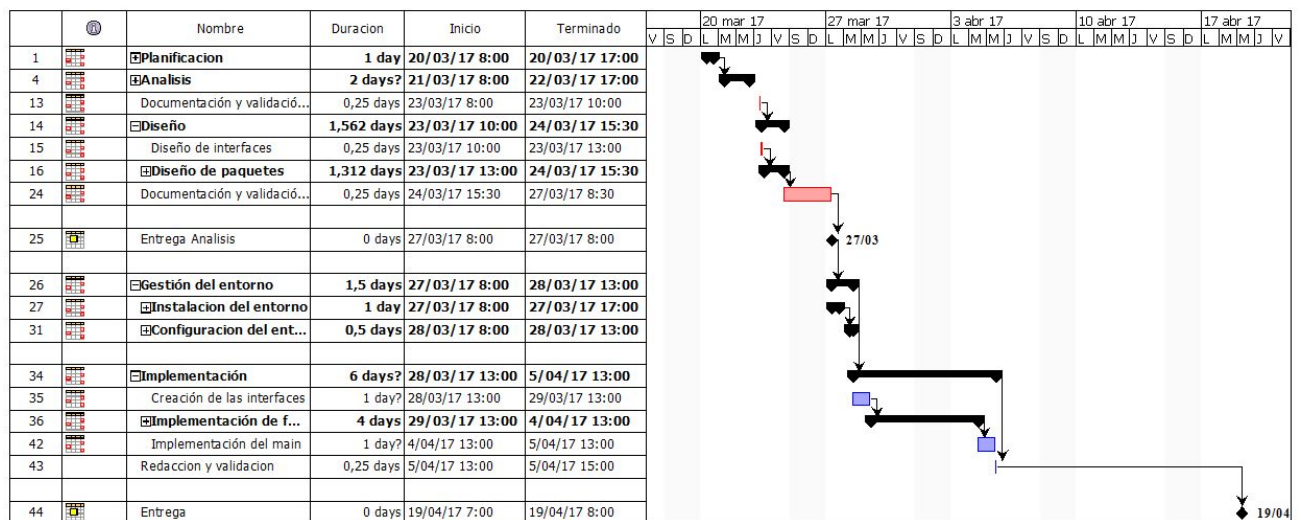 Nombre Duracion Inicio Terminado 20 mar 17 27 mar 17 3 abr 17 10 abr 17 17 abr 17
V S D L M M J V S D L M M J V S D L M M J V S D L M M J V S D L M M J V
1 Planificacion 1 day 20/03/17 8:00 20/03/17 17:00
4 Analisis 2 days? 21/03/17 8:00 22/03/17 17:00
13 Documentación y validació... 0,25 days 23/03/17 8:00 23/03/17 10:00
14 Diseño 1,562 days 23/03/17 10:00 24/03/17 15:30
15 Diseño de interfaces 0,25 days 23/03/17 10:00 23/03/17 13:00
16 Diseño de paquetes 1,312 days 23/03/17 13:00 24/03/17 15:30
24 Documentación y validació... 0,25 days 24/03/17 15:30 27/03/17 8:30
25 Entrega Analisis 0 days 27/03/17 8:00 27/03/17 8:00 27/03
26 Gestión del entorno 1,5 days 27/03/17 8:00 28/03/17 13:00
27 Instalacion del entorno 1 day 27/03/17 8:00 27/03/17 17:00
31 Configuracion del ent... 0,5 days 28/03/17 8:00 28/03/17 13:00
34 Implementación 6 days? 28/03/17 13:00 5/04/17 13:00
35 Creación de las interfaces 1 day? 28/03/17 13:00 29/03/17 13:00
36 Implementación de f... 4 days 29/03/17 13:00 4/04/17 13:00
42 Implementación del main 1 day? 4/04/17 13:00 5/04/17 13:00
43 Redaccion y validacion 0,25 days 5/04/17 13:00 5/04/17 15:00
44 Entrega 0 days 19/04/17 7:00 19/04/17 8:00 19/04